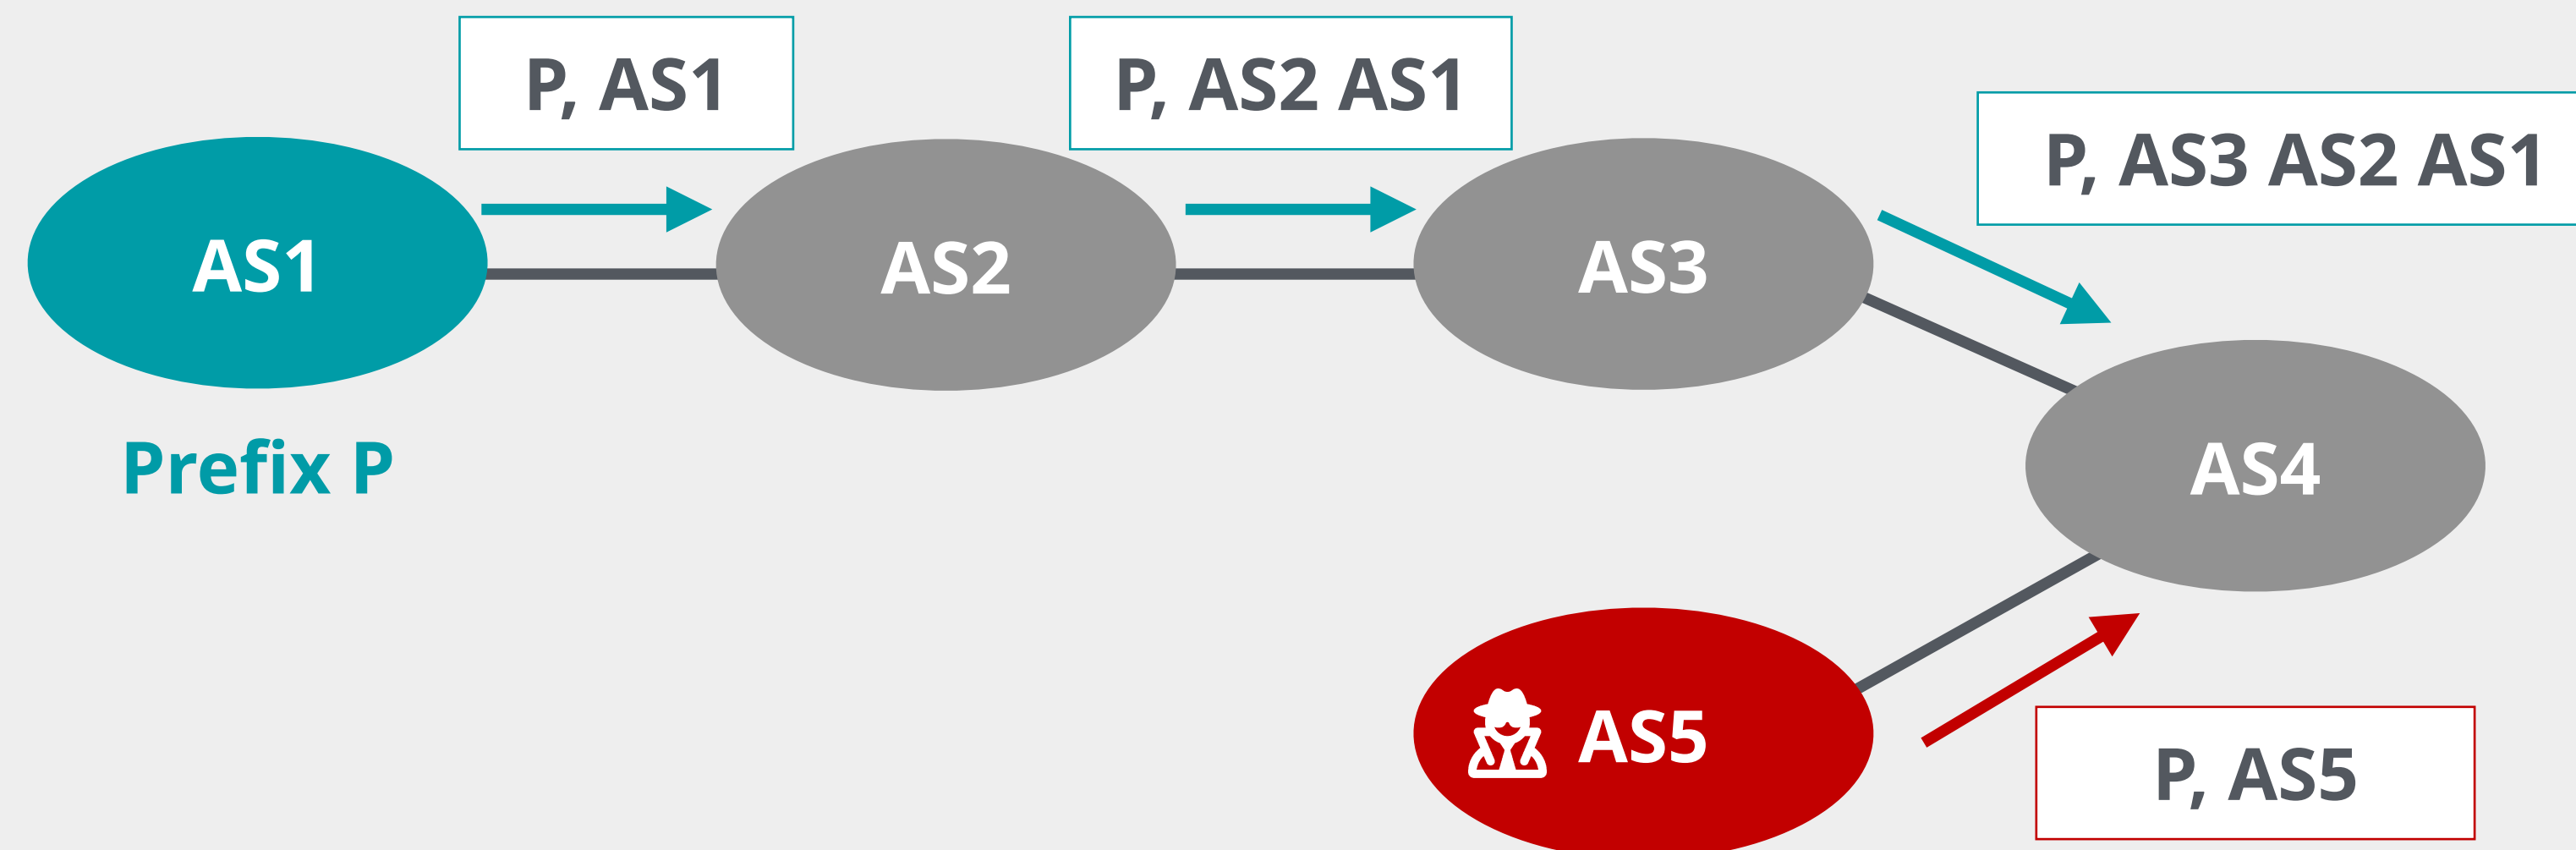 P, AS1
P, AS2 AS1
P, AS3 AS2 AS1
AS1
AS2
AS3
Prefix P
AS4
AS5
P, AS5